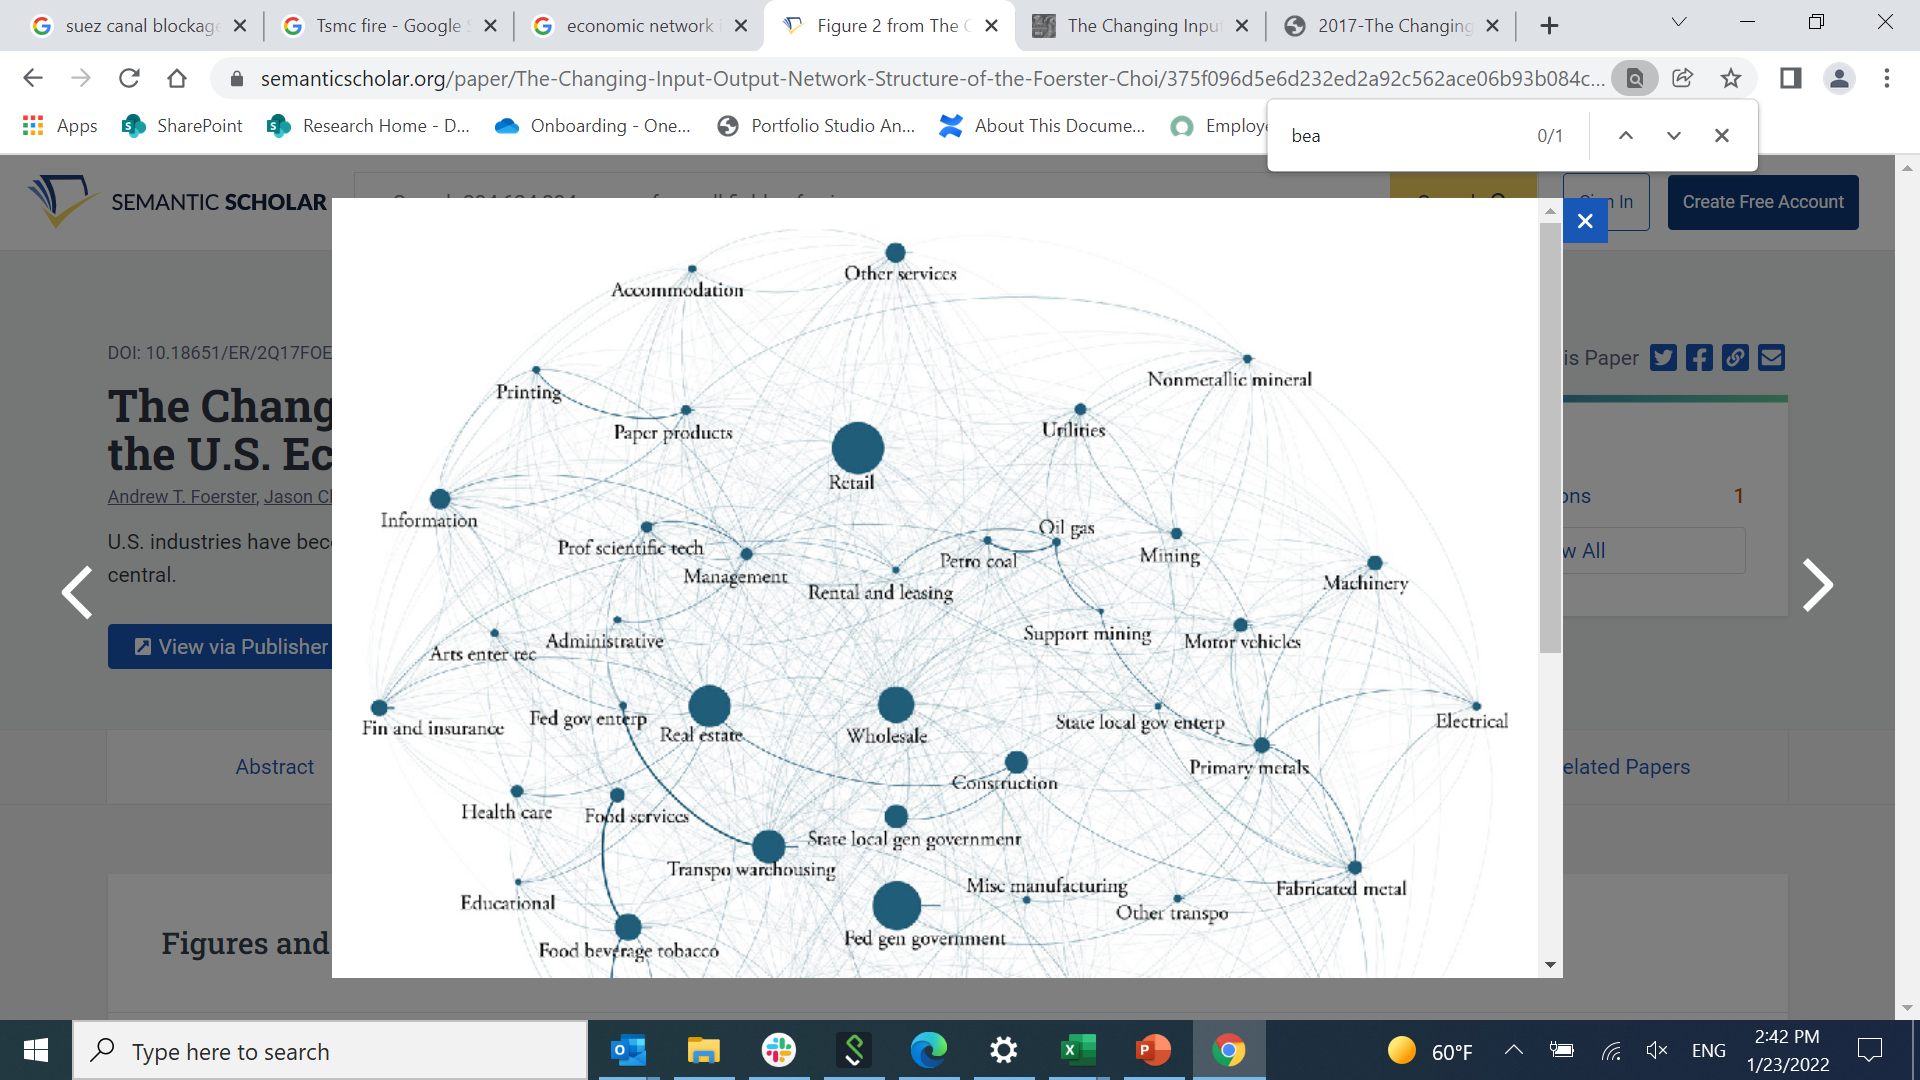 suez canal blockage
Tsmc fire - Google S
economic network i
Figure 2 from The C
The Changing Input
2017-The Changing
semanticscholar.org/paper/The-Changing-Input-Output-Network-Structure-of-the-Foerster-Choi/375f096d5e6d232ed2a92c562ace06b93b084c...
Apps
SharePoint
Research Home - D...
Onboarding - One...
Portfolio Studio An...
About This Docume...
Employe
bea
0/1
SEMANTIC SCHOLAR
Sign In
Create Free Account
DOI: 10.18651/ER/2Q17FOE
The Chang
the U.S. Ec
Andrew T. Foerster, Jason Cl
U.S. industries have bec
central.
View via Publisher
Abstract
Figures and
is Paper
ons
1
w All
elated Papers
Other services
Accommodation
Nonmetallic mineral
Printing
Paper products
Utilities
Retail
Information
Oil gas
Prof scientific tech
Petro coal
Mining
Management
Machinery
Rental and leasing
Support mining
Administrative
Motor vehicles
Arts enter rec
Fed gov enterp
State local gov enterp
Electrical
Fin and insurance
Real estate
Wholesale
Primary metals
Construction
Health care
Food services
State local gen government
Transpo warehousing
Misc manufacturing
Fabricated metal
Educational
Other transpo
Fed gen government
Food beverage tobacco
Type here to search
60°F
ENG
2:42 PM
1/23/2022